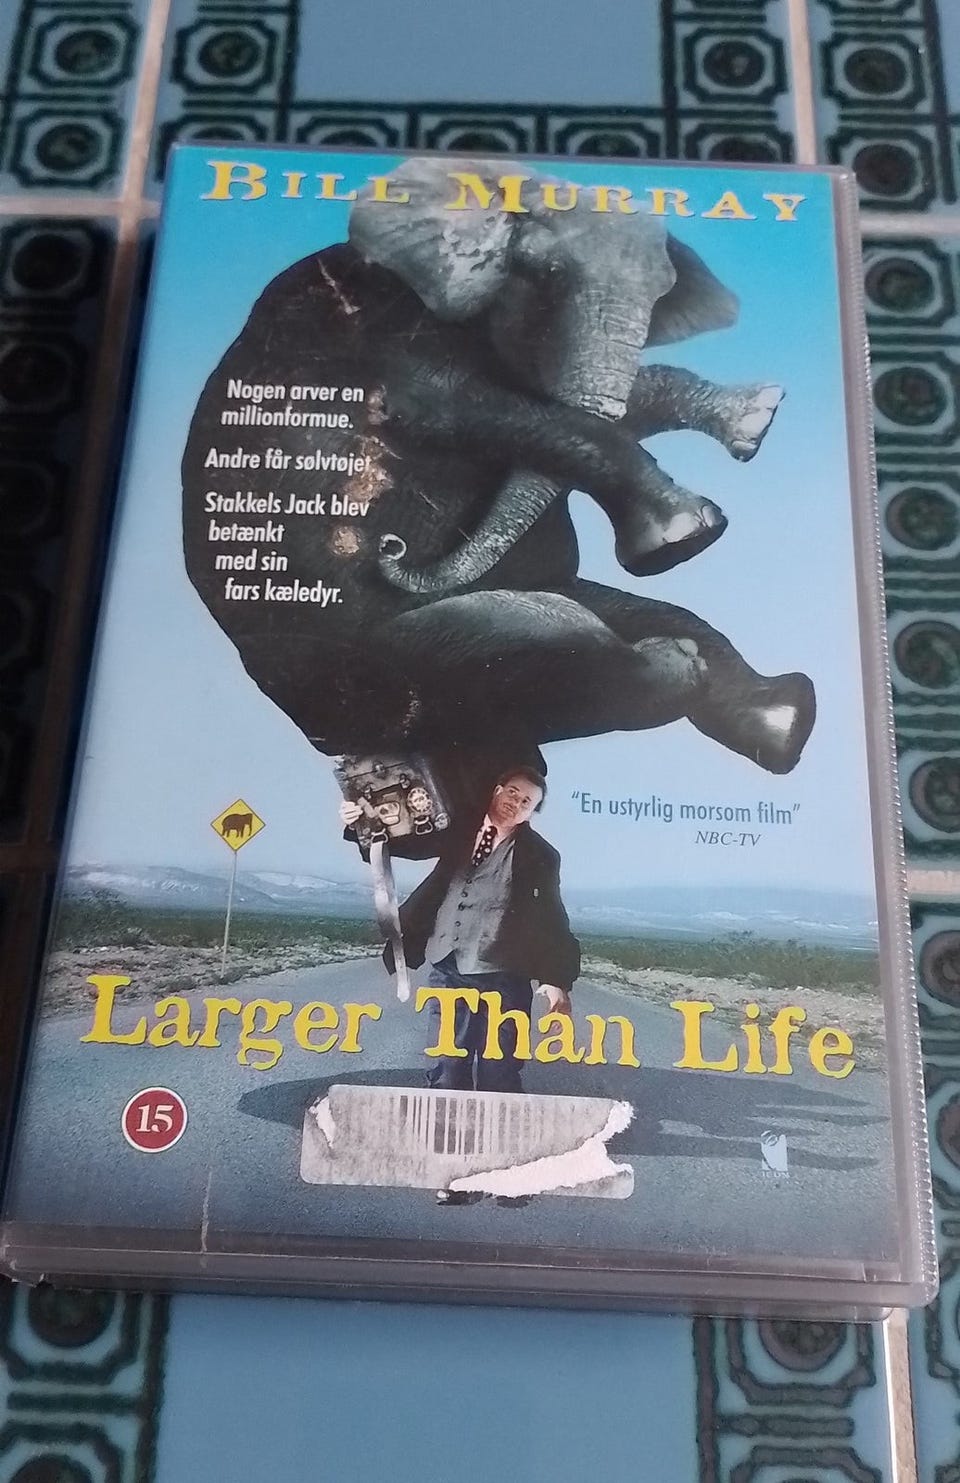 BILL MURRAY
Nogen arver en
millionformue.
Andre får sølvtøjet
Stakkels Jack blev
betænkt
med sin
fars kæledyr.
"En ustyrlig morsom film"
NBC-TV
Larger Than Life
15
ICON